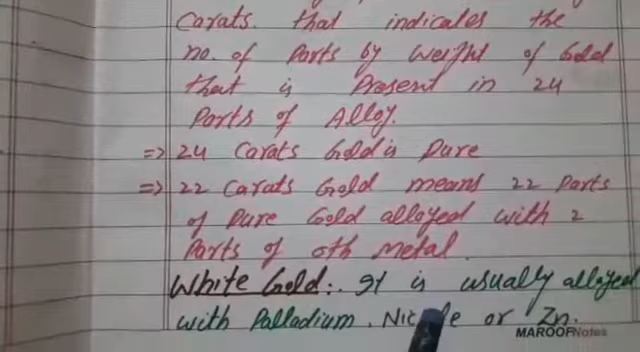 Carats. that indicates the
no. of Parts by weight of Gold
that is Present in 24
Parts of Alloy.
=> 24 Carats Gold is Pure
=> 22 Carats Gold means 22 Parts
of Pure Gold alloyed with 2
Parts of oth metal.
White Gold:. It is usually alloyed
with Palladium, or Zn.
MAROOFNotes